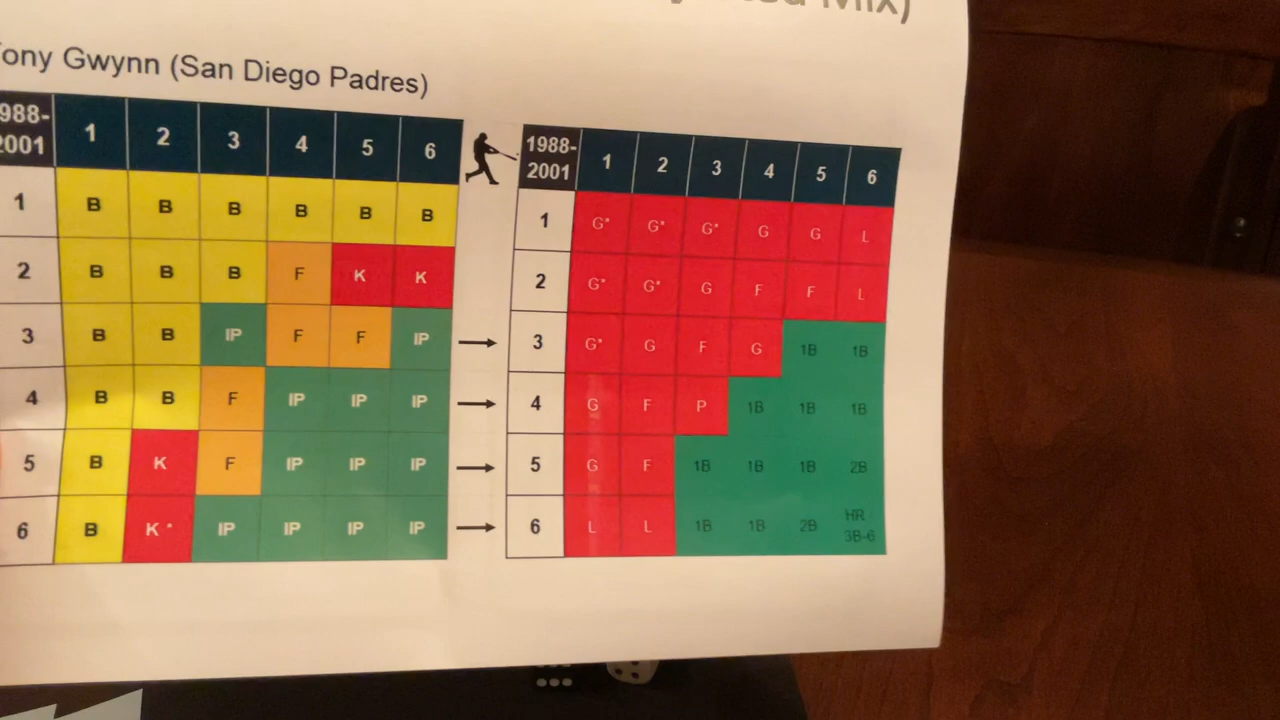 Mix)
ony Gwynn (San Diego Padres)
988-
2001 1 2 3 4 5 6
1 B B B B B B
2 B B B F K K
3 B B IP F F IP
4 B B F IP IP IP
5 B K F IP IP IP
6 B K* IP IP IP IP
1988-
2001 1 2 3 4 5 6
1 G* G* G* G G L
2 G* G* G F F L
3 G* G F G 1B 1B
4 G F P 1B 1B 1B
5 G F 1B 1B 1B 2B
6 L L 1B 1B 2B HR
3B-6